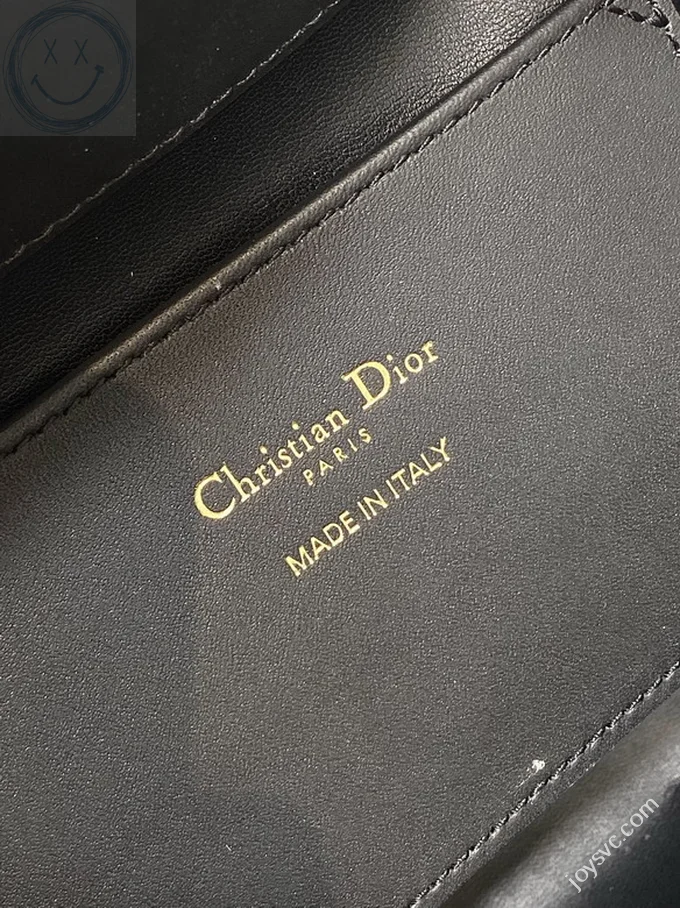 Christian Dior
PARIS
MADE IN ITALY
joysvc.com